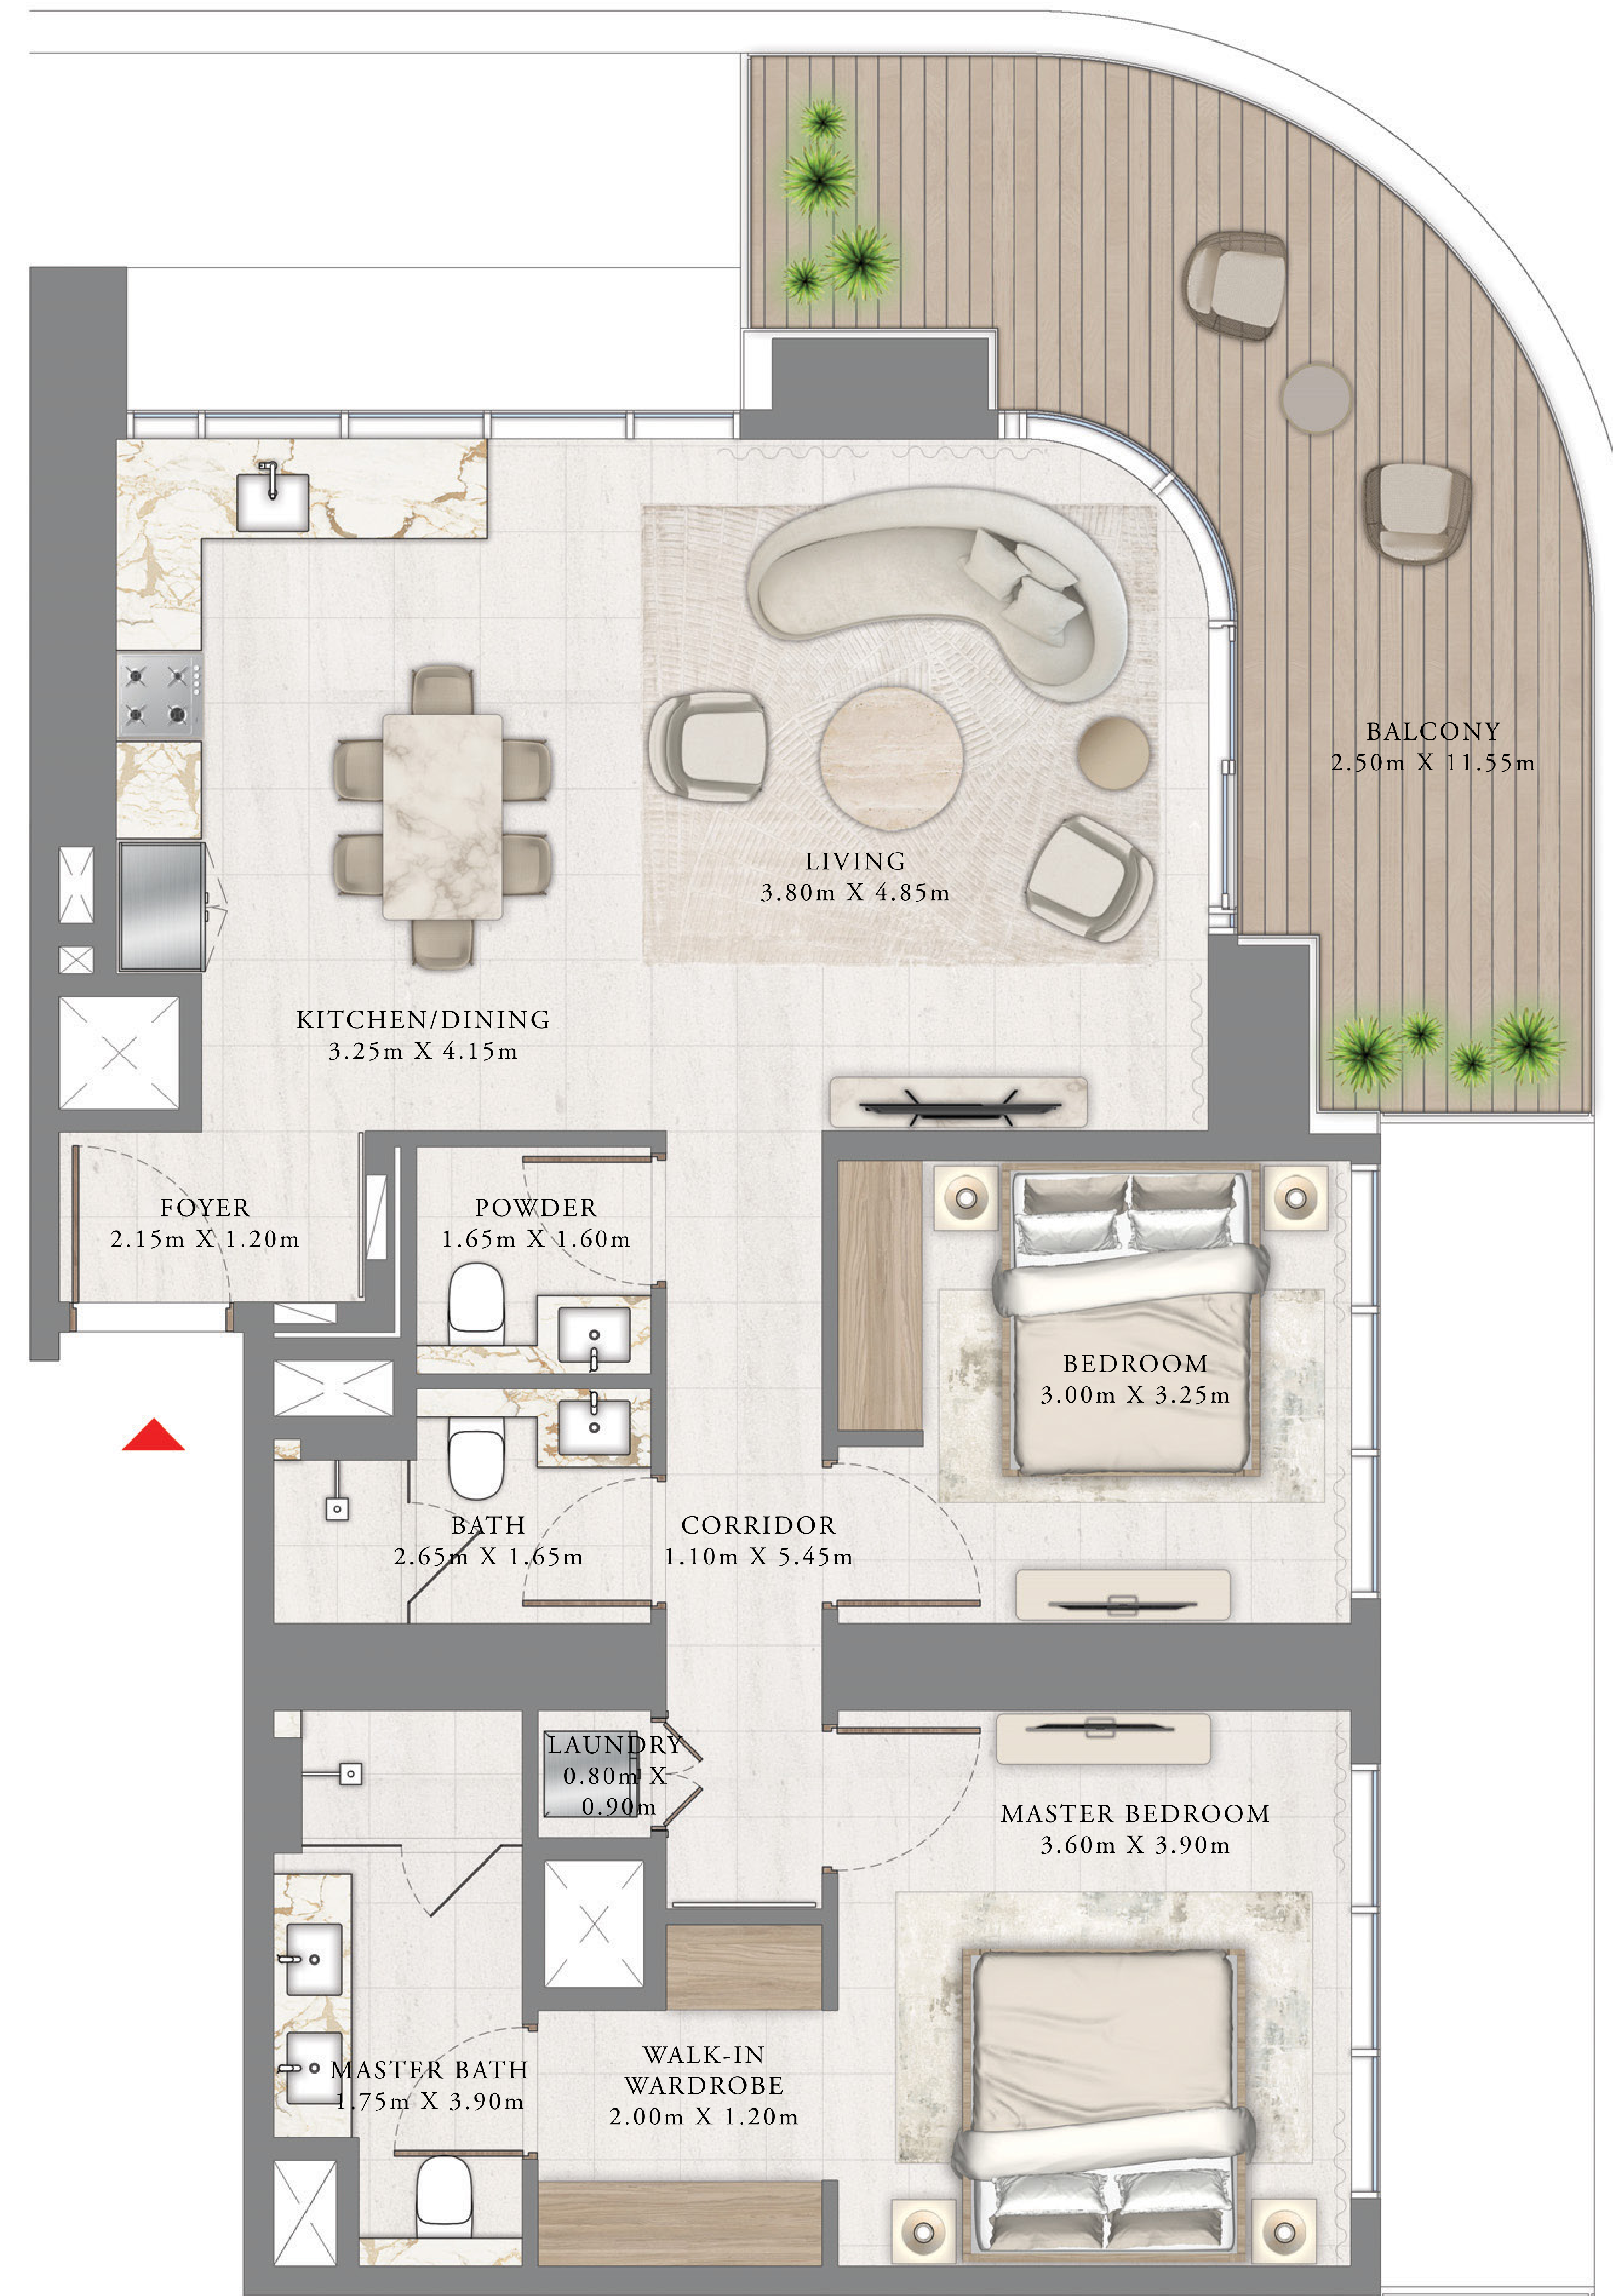 BALCONY
2.50m X 11.55m
LIVING
3.80m X 4.85m
KITCHEN/DINING
3.25m X 4.15m
FOYER
2.15m X 1.20m
POWDER
1.65m X 1.60m
BEDROOM
3.00m X 3.25m
BATH
2.65m X 1.65m
CORRIDOR
1.10m X 5.45m
LAUNDRY
0.80m X
0.90m
MASTER BEDROOM
3.60m X 3.90m
MASTER BATH
1.75m X 3.90m
WALK-IN
WARDROBE
2.00m X 1.20m